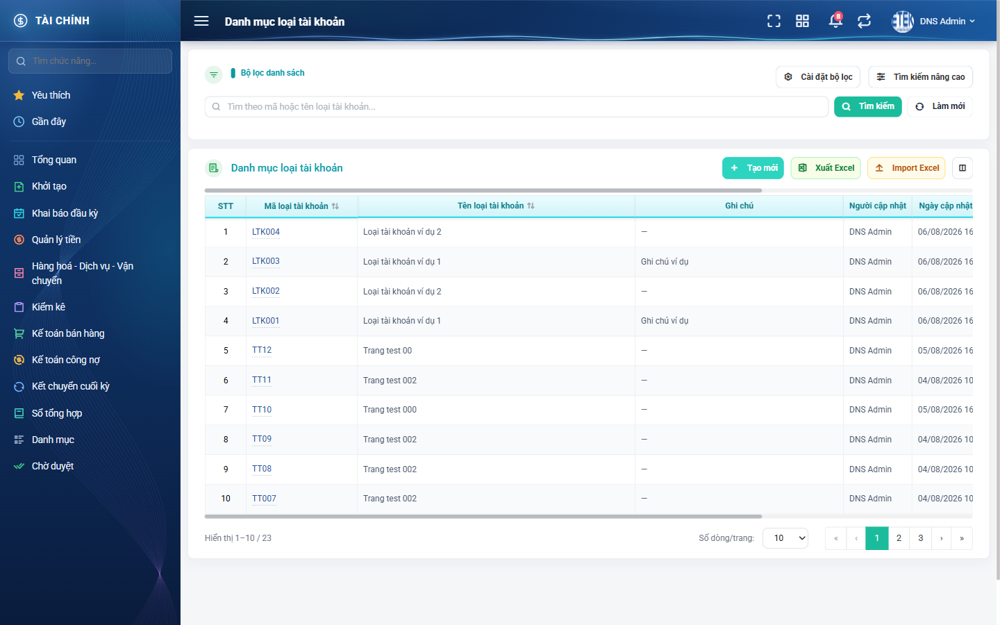 TÀI CHÍNH
Tìm chức năng...
Yêu thích
Gần đây
Tổng quan
Khởi tạo
Khai báo đầu kỳ
Quản lý tiền
Hàng hoá - Dịch vụ - Vận
chuyển
Kiểm kê
Kế toán bán hàng
Kế toán công nợ
Kết chuyển cuối kỳ
Sổ tổng hợp
Danh mục
Chờ duyệt
Danh mục loại tài khoản
8
DNS Admin
Bộ lọc danh sách
Cài đặt bộ lọc
Tìm kiếm nâng cao
Tìm theo mã hoặc tên loại tài khoản...
Tìm kiếm
Làm mới
Danh mục loại tài khoản
Tạo mới
Xuất Excel
Import Excel
STT Mã loại tài khoản Tên loại tài khoản Ghi chú Người cập nhật Ngày cập nhật
1 LTK004 Loại tài khoản ví dụ 2 — DNS Admin 06/08/2026 16
2 LTK003 Loại tài khoản ví dụ 1 Ghi chú ví dụ DNS Admin 06/08/2026 16
3 LTK002 Loại tài khoản ví dụ 2 — DNS Admin 06/08/2026 16
4 LTK001 Loại tài khoản ví dụ 1 Ghi chú ví dụ DNS Admin 06/08/2026 16
5 TT12 Trang test 00 — DNS Admin 05/08/2026 16
6 TT11 Trang test 002 — DNS Admin 04/08/2026 10
7 TT10 Trang test 000 — DNS Admin 05/08/2026 16
8 TT09 Trang test 002 — DNS Admin 04/08/2026 10
9 TT08 Trang test 002 — DNS Admin 04/08/2026 10
10 TT007 Trang test 002 — DNS Admin 04/08/2026 10
Hiển thị 1–10 / 23
Số dòng/trang: 10
« ‹ 1 2 3 › »